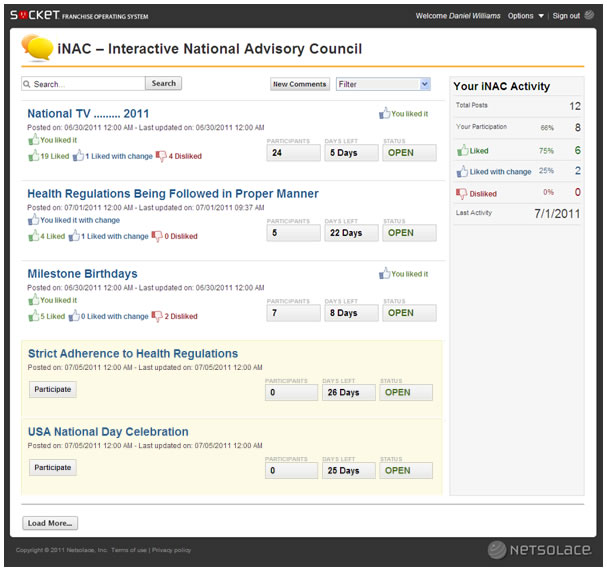 SOCKET FRANCHISE OPERATING SYSTEM
Welcome Daniel Williams Options Sign out
iNAC – Interactive National Advisory Council
Search... Search New Comments Filter
National TV ......... 2011 You liked it
Posted on: 06/30/2011 12:00 AM - Last updated on: 06/30/2011 12:00 AM
You liked it
PARTICIPANTS DAYS LEFT STATUS
19 Liked 1 Liked with change 4 Disliked 24 5 Days OPEN
Health Regulations Being Followed in Proper Manner
Posted on: 07/01/2011 12:00 AM - Last updated on: 07/01/2011 09:37 AM
You liked it with change
PARTICIPANTS DAYS LEFT STATUS
4 Liked 1 Liked with change 0 Disliked 5 22 Days OPEN
Milestone Birthdays You liked it
Posted on: 06/30/2011 12:00 AM - Last updated on: 06/30/2011 12:00 AM
You liked it
PARTICIPANTS DAYS LEFT STATUS
5 Liked 0 Liked with change 2 Disliked 7 8 Days OPEN
Strict Adherence to Health Regulations
Posted on: 07/05/2011 12:00 AM - Last updated on: 07/05/2011 12:00 AM
PARTICIPANTS DAYS LEFT STATUS
Participate 0 26 Days OPEN
USA National Day Celebration
Posted on: 07/05/2011 12:00 AM - Last updated on: 07/05/2011 12:00 AM
PARTICIPANTS DAYS LEFT STATUS
Participate 0 25 Days OPEN
Load More...
Your iNAC Activity
Total Posts 12
Your Participation 66% 8
Liked 75% 6
Liked with change 25% 2
Disliked 0% 0
Last Activity 7/1/2011
Copyright © 2011 Netsolace, Inc. Terms of use | Privacy policy
NETSOLACE